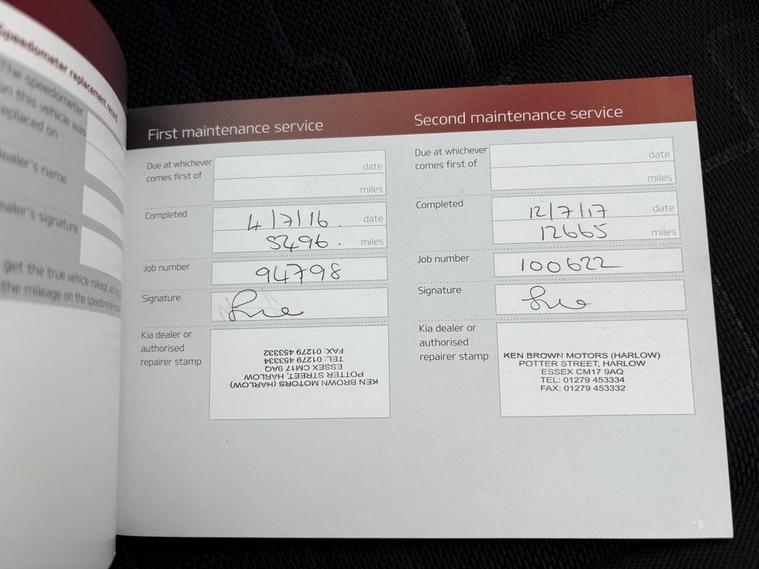 Speedometer replacement record
The speedometer
on this vehicle was
replaced on
dealer's name
dealer's signature
get the true vehicle mileage, add the
the mileage on the speedometer
First maintenance service
Due at whichever
comes first of
date
miles
Completed
4/7/16. date
5296. miles
Job number
94798
Signature
Kia dealer or
authorised
repairer stamp
KEN BROWN MOTORS (HARLOW)
POTTER STREET, HARLOW
ESSEX CM17 9AQ
TEL: 01279 453334
FAX: 01279 453332
Second maintenance service
Due at whichever
comes first of
date
miles
Completed
12/7/17 date
12665 miles
Job number
100622
Signature
Kia dealer or
authorised
repairer stamp
KEN BROWN MOTORS (HARLOW)
POTTER STREET, HARLOW
ESSEX CM17 9AQ
TEL: 01279 453334
FAX: 01279 453332